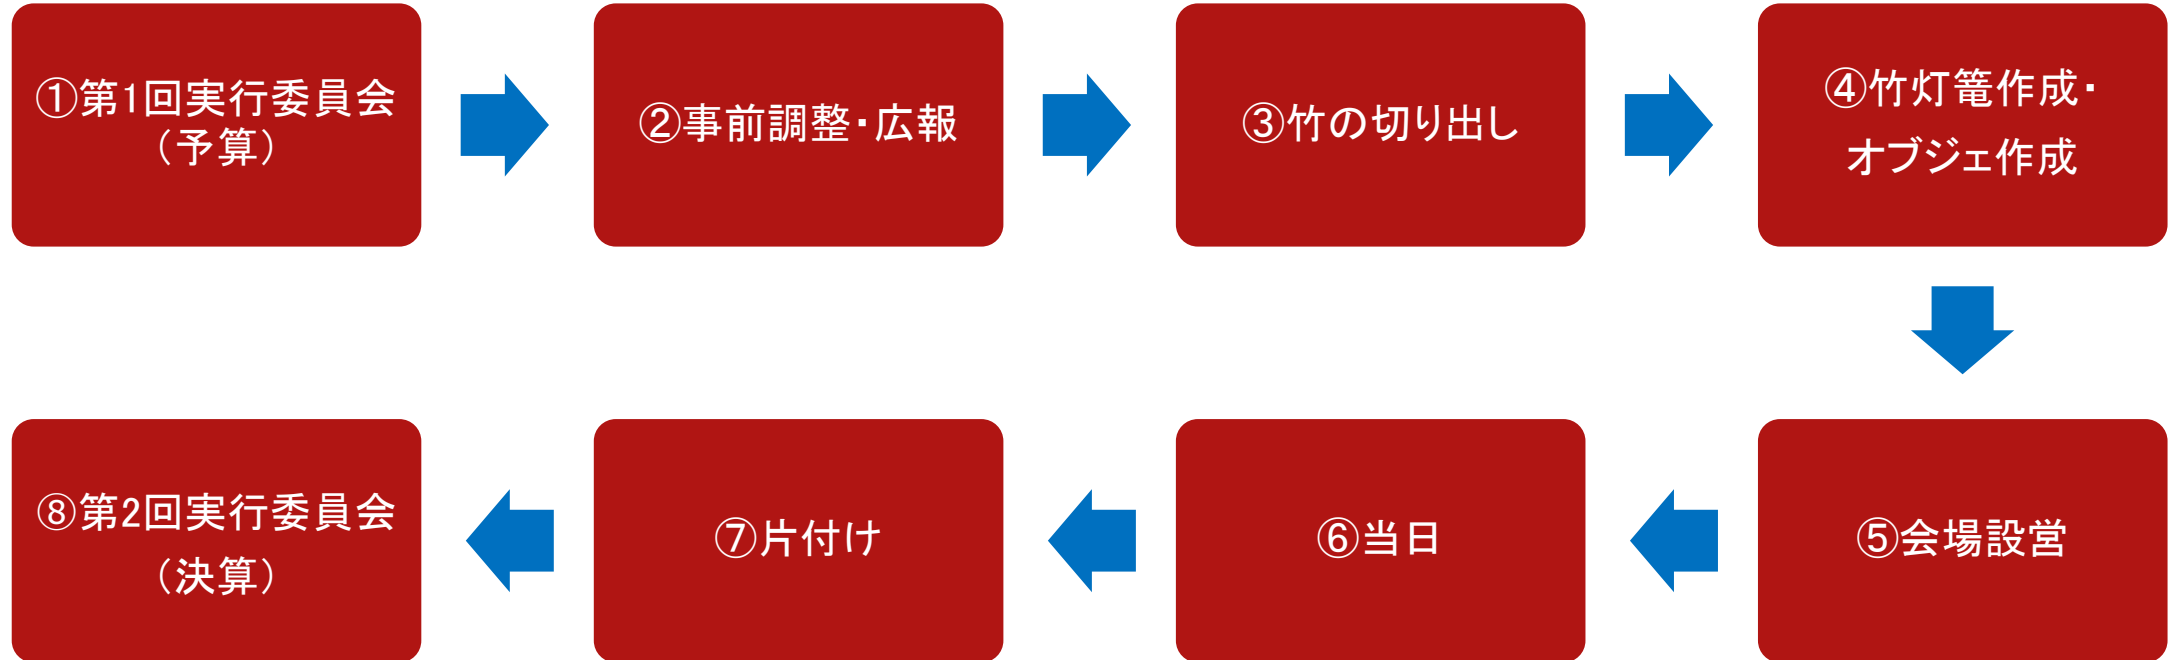 ①第1回実行委員会
（予算）
②事前調整・広報
③竹の切り出し
④竹灯篭作成・
オブジェ作成
⑤会場設営
⑥当日
⑦片付け
⑧第2回実行委員会
（決算）